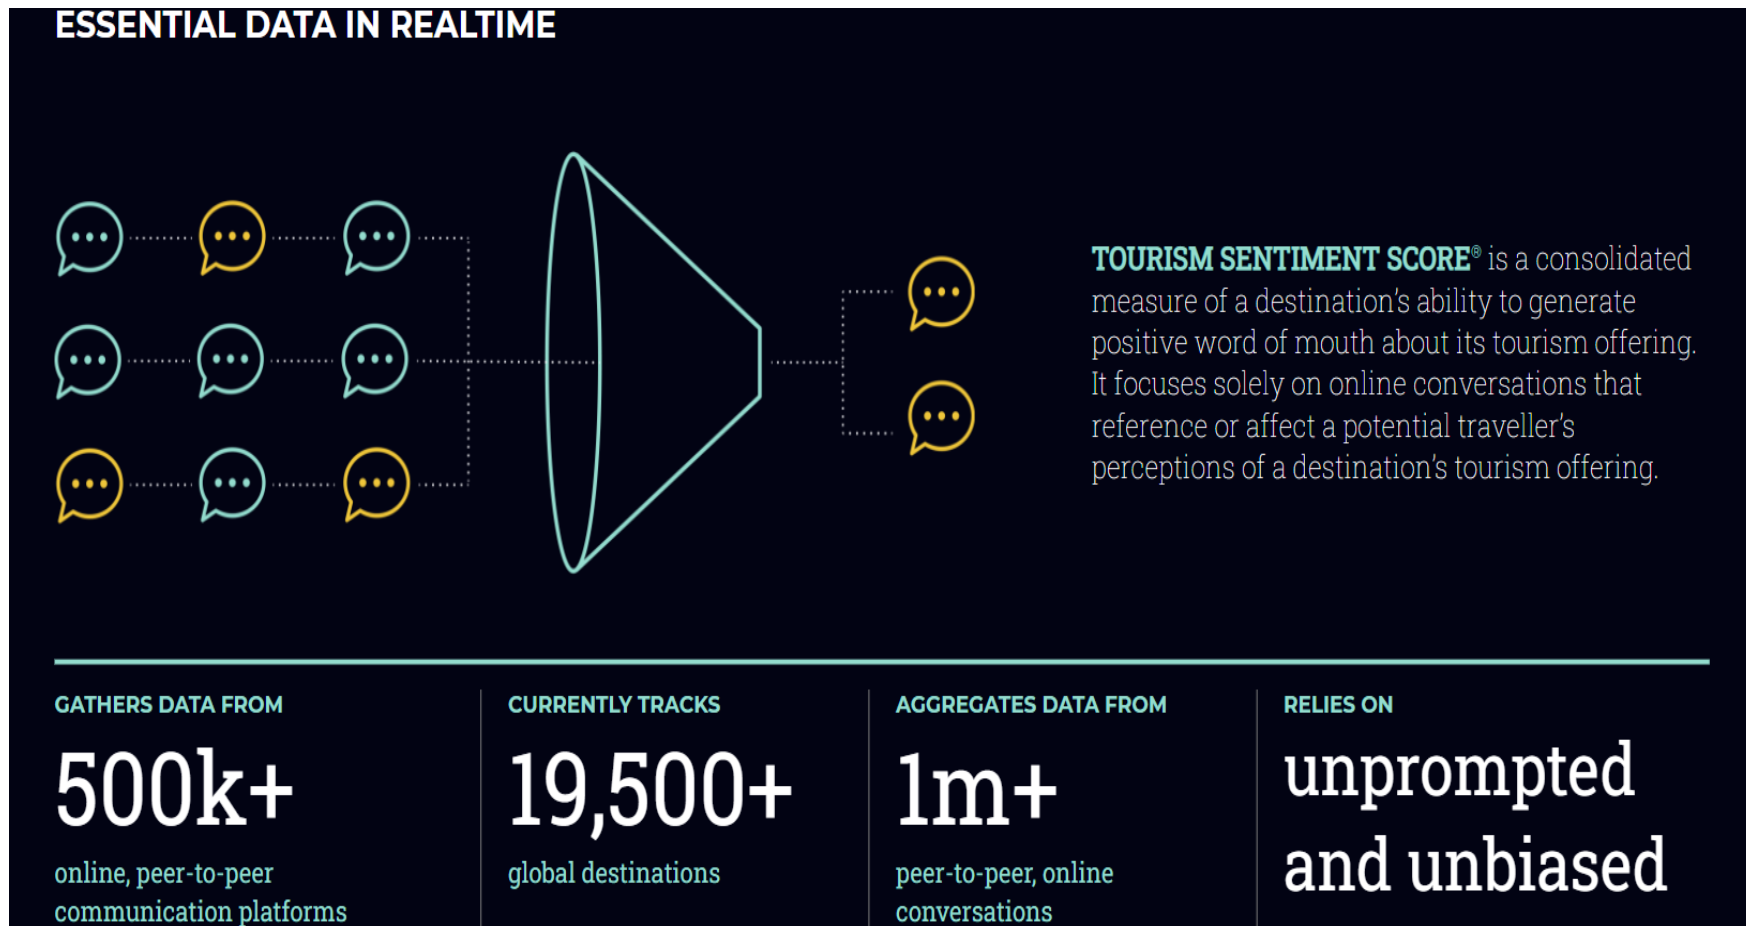 ESSENTIAL DATA IN REALTIME
TOURISM SENTIMENT SCORE® is a consolidated
measure of a destination's ability to generate
positive word of mouth about its tourism offering.
It focuses solely on online conversations that
reference or affect a potential traveller's
perceptions of a destination's tourism offering.
GATHERS DATA FROM
500k+
online, peer-to-peer
communication platforms
CURRENTLY TRACKS
19,500+
global destinations
AGGREGATES DATA FROM
1m+
peer-to-peer, online
conversations
RELIES ON
unprompted
and unbiased